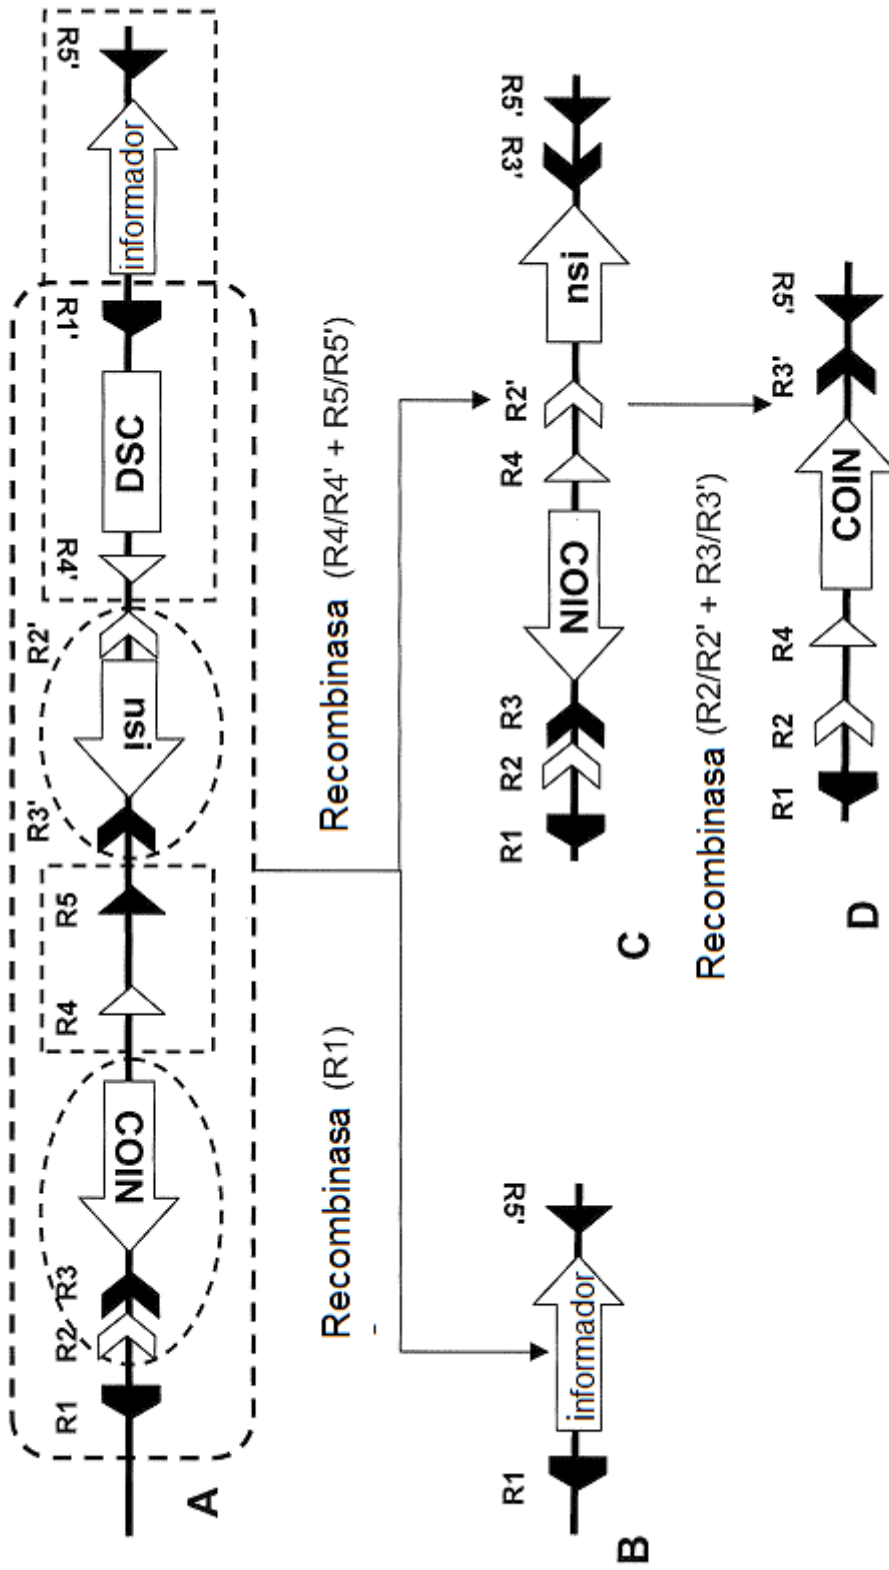 R1 R2 R3 R4 R5 R3' R2' R4' R1' R5'
COIN nsi DSC informador
A
Recombinasa (R1)
Recombinasa (R4/R4' + R5/R5')
R1 R5'
informador
B
R1 R2 R3 R4 R2' R3' R5'
COIN nsi
C
Recombinasa (R2/R2' + R3/R3')
R1 R2 R4 R3' R5'
COIN
D